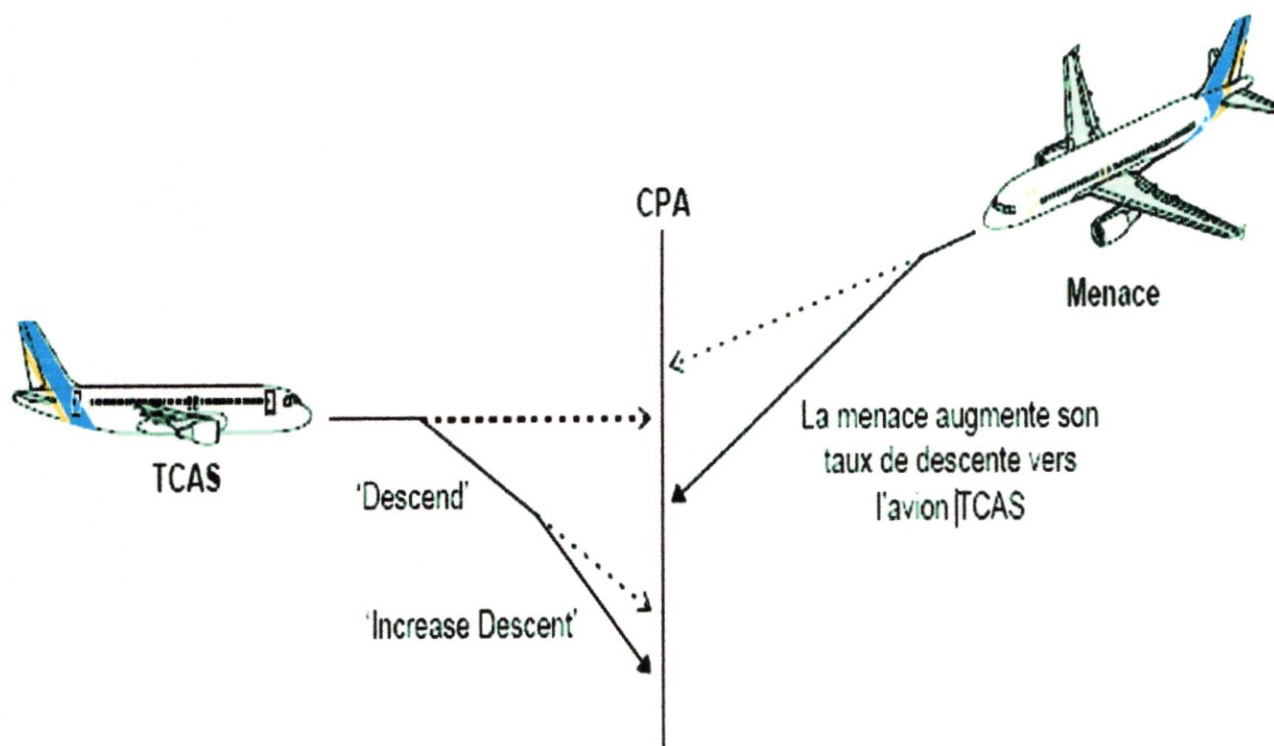 CPA
Menace
TCAS
La menace augmente son
taux de descente vers
l'avion |TCAS
'Descend'
'Increase Descent'